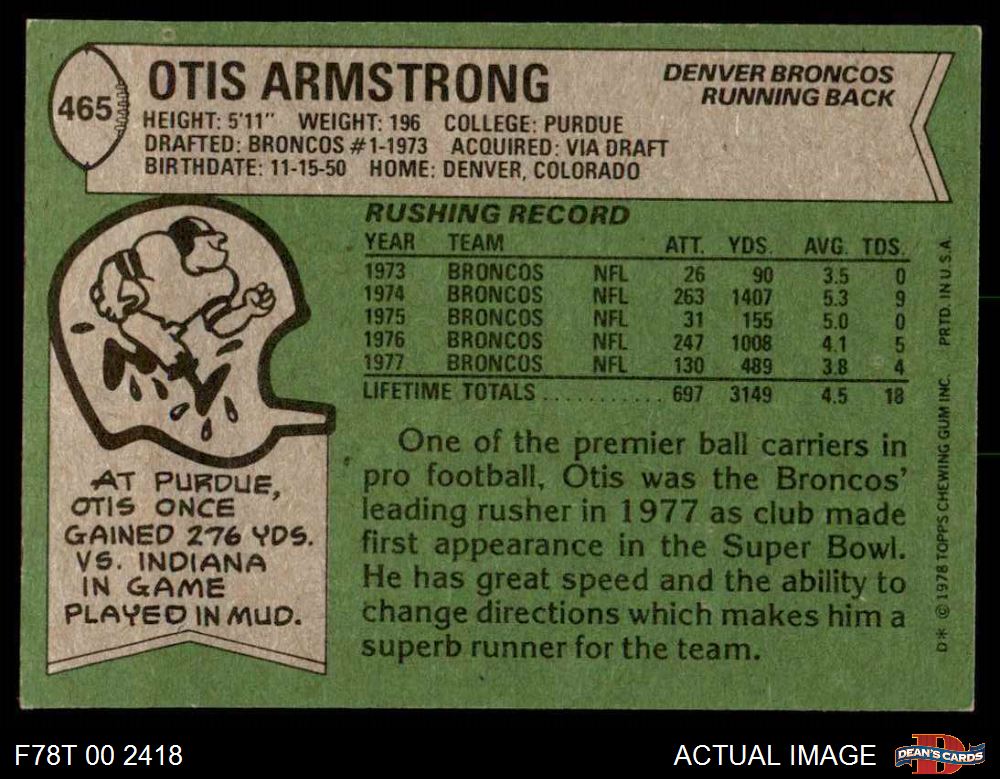 465
OTIS ARMSTRONG
DENVER BRONCOS
RUNNING BACK
HEIGHT: 5'11" WEIGHT: 196 COLLEGE: PURDUE
DRAFTED: BRONCOS #1-1973 ACQUIRED: VIA DRAFT
BIRTHDATE: 11-15-50 HOME: DENVER, COLORADO
RUSHING RECORD
YEAR TEAM ATT. YDS. AVG. TDS.
1973 BRONCOS NFL 26 90 3.5 0
1974 BRONCOS NFL 263 1407 5.3 9
1975 BRONCOS NFL 31 155 5.0 0
1976 BRONCOS NFL 247 1008 4.1 5
1977 BRONCOS NFL 130 489 3.8 4
LIFETIME TOTALS........... 697 3149 4.5 18
AT PURDUE,
OTIS ONCE
GAINED 276 YDS.
VS. INDIANA
IN GAME
PLAYED IN MUD.
One of the premier ball carriers in
pro football, Otis was the Broncos'
leading rusher in 1977 as club made
first appearance in the Super Bowl.
He has great speed and the ability to
change directions which makes him a
superb runner for the team.
D* © 1978 TOPPS CHEWING GUM INC. PRTD. IN U.S.A.
F78T 00 2418
ACTUAL IMAGE
D
DEAN'S CARDS